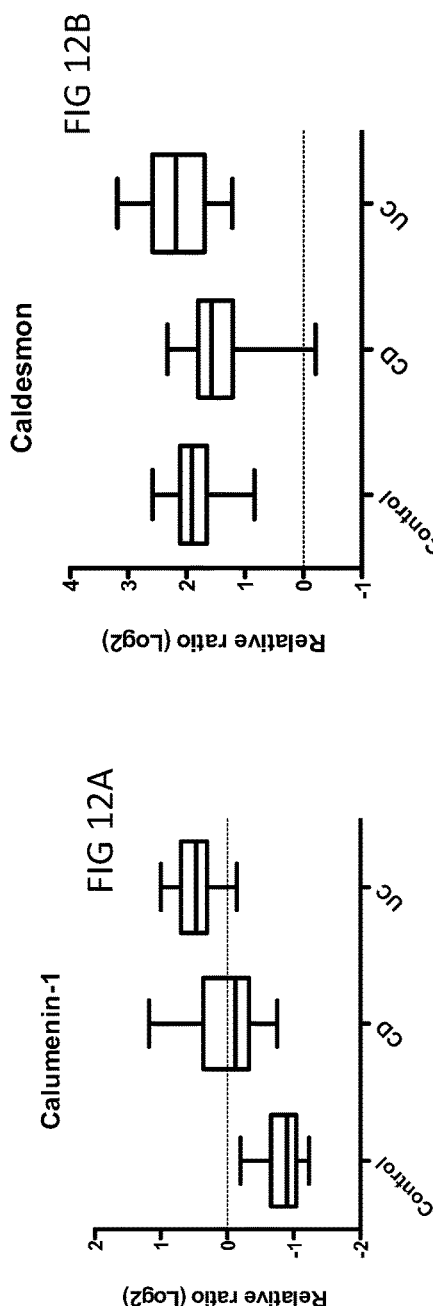 FIG 12A
Calumenin-1
Relative ratio (Log2)
2
1
0
-1
-2
Control
CD
UC
FIG 12B
Caldesmon
Relative ratio (Log2)
4
3
2
1
0
-1
Control
CD
UC